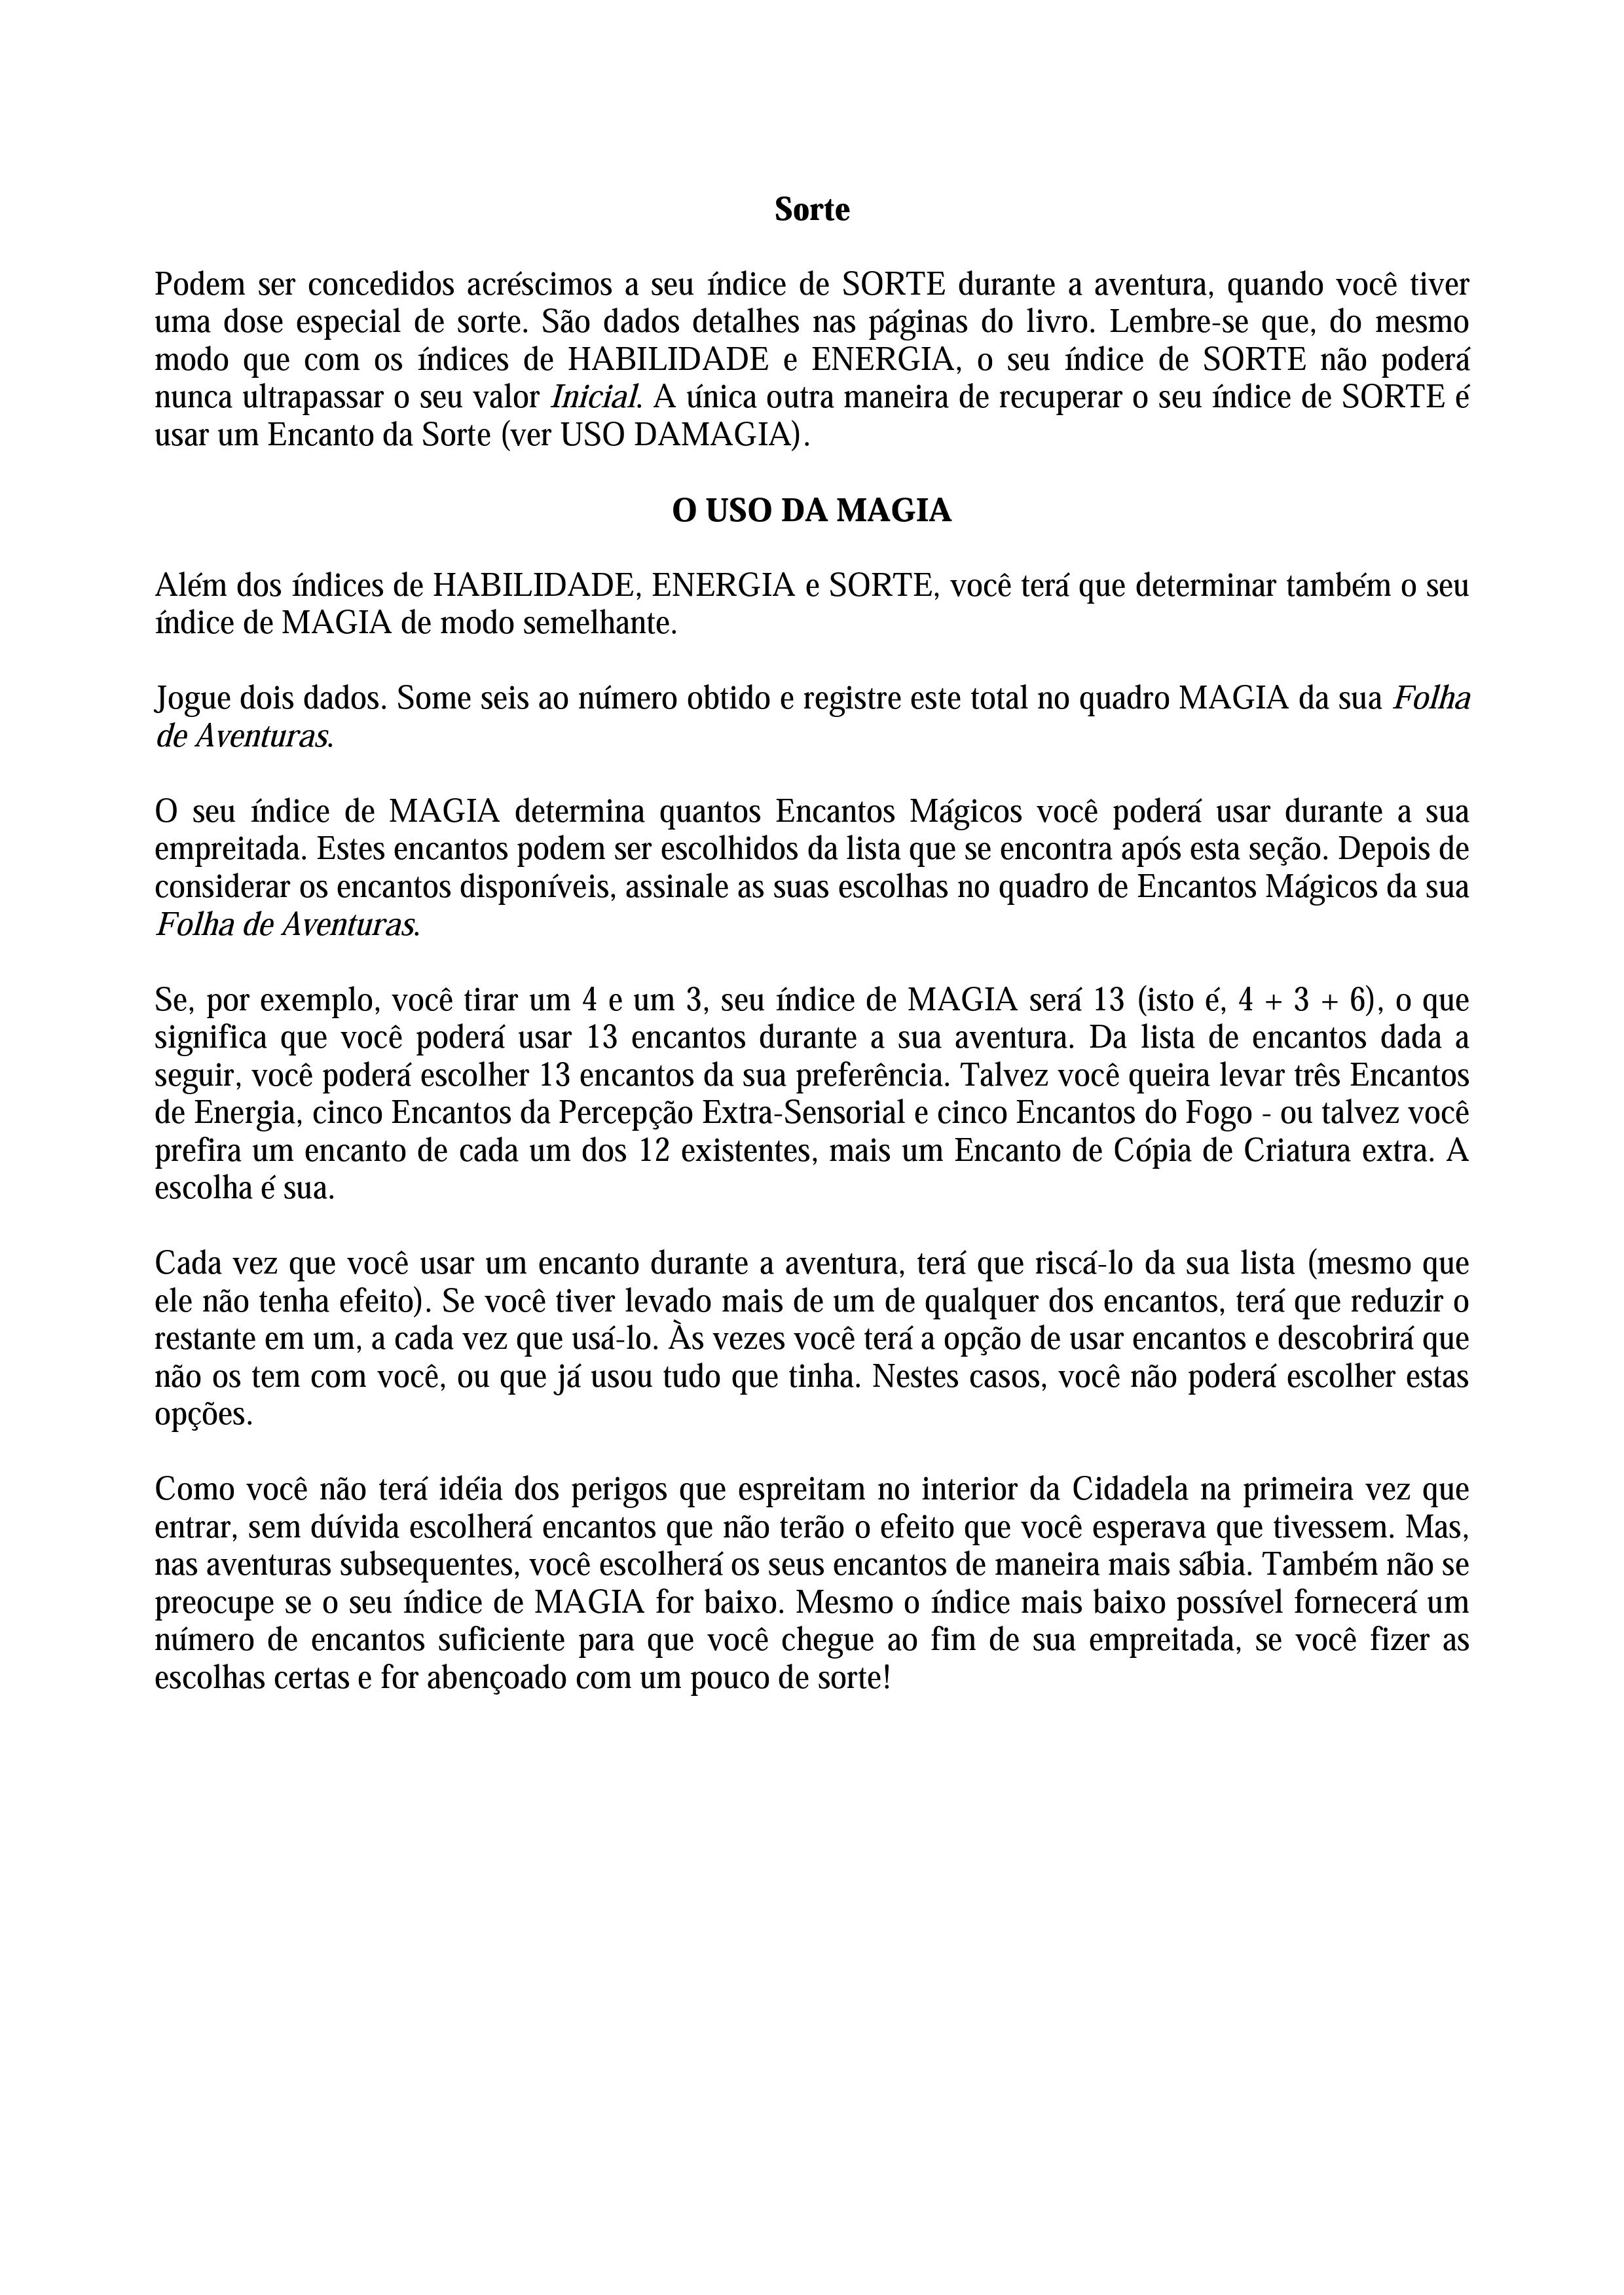 Sorte
Podem ser concedidos acréscimos a seu índice de SORTE durante a aventura, quando você tiver
uma dose especial de sorte. São dados detalhes nas páginas do livro. Lembre-se que, do mesmo
modo que com os índices de HABILIDADE e ENERGIA, o seu índice de SORTE não poderá
nunca ultrapassar o seu valor Inicial. A única outra maneira de recuperar o seu índice de SORTE é
usar um Encanto da Sorte (ver USO DAMAGIA).
O USO DA MAGIA
Além dos índices de HABILIDADE, ENERGIA e SORTE, você terá que determinar também o seu
índice de MAGIA de modo semelhante.
Jogue dois dados. Some seis ao número obtido e registre este total no quadro MAGIA da sua Folha
de Aventuras.
O seu índice de MAGIA determina quantos Encantos Mágicos você poderá usar durante a sua
empreitada. Estes encantos podem ser escolhidos da lista que se encontra após esta seção. Depois de
considerar os encantos disponíveis, assinale as suas escolhas no quadro de Encantos Mágicos da sua
Folha de Aventuras.
Se, por exemplo, você tirar um 4 e um 3, seu índice de MAGIA será 13 (isto é, 4 + 3 + 6), o que
significa que você poderá usar 13 encantos durante a sua aventura. Da lista de encantos dada a
seguir, você poderá escolher 13 encantos da sua preferência. Talvez você queira levar três Encantos
de Energia, cinco Encantos da Percepção Extra-Sensorial e cinco Encantos do Fogo - ou talvez você
prefira um encanto de cada um dos 12 existentes, mais um Encanto de Cópia de Criatura extra. A
escolha é sua.
Cada vez que você usar um encanto durante a aventura, terá que riscá-lo da sua lista (mesmo que
ele não tenha efeito). Se você tiver levado mais de um de qualquer dos encantos, terá que reduzir o
restante em um, a cada vez que usá-lo. Às vezes você terá a opção de usar encantos e descobrirá que
não os tem com você, ou que já usou tudo que tinha. Nestes casos, você não poderá escolher estas
opções.
Como você não terá idéia dos perigos que espreitam no interior da Cidadela na primeira vez que
entrar, sem dúvida escolherá encantos que não terão o efeito que você esperava que tivessem. Mas,
nas aventuras subsequentes, você escolherá os seus encantos de maneira mais sábia. Também não se
preocupe se o seu índice de MAGIA for baixo. Mesmo o índice mais baixo possível fornecerá um
número de encantos suficiente para que você chegue ao fim de sua empreitada, se você fizer as
escolhas certas e for abençoado com um pouco de sorte!